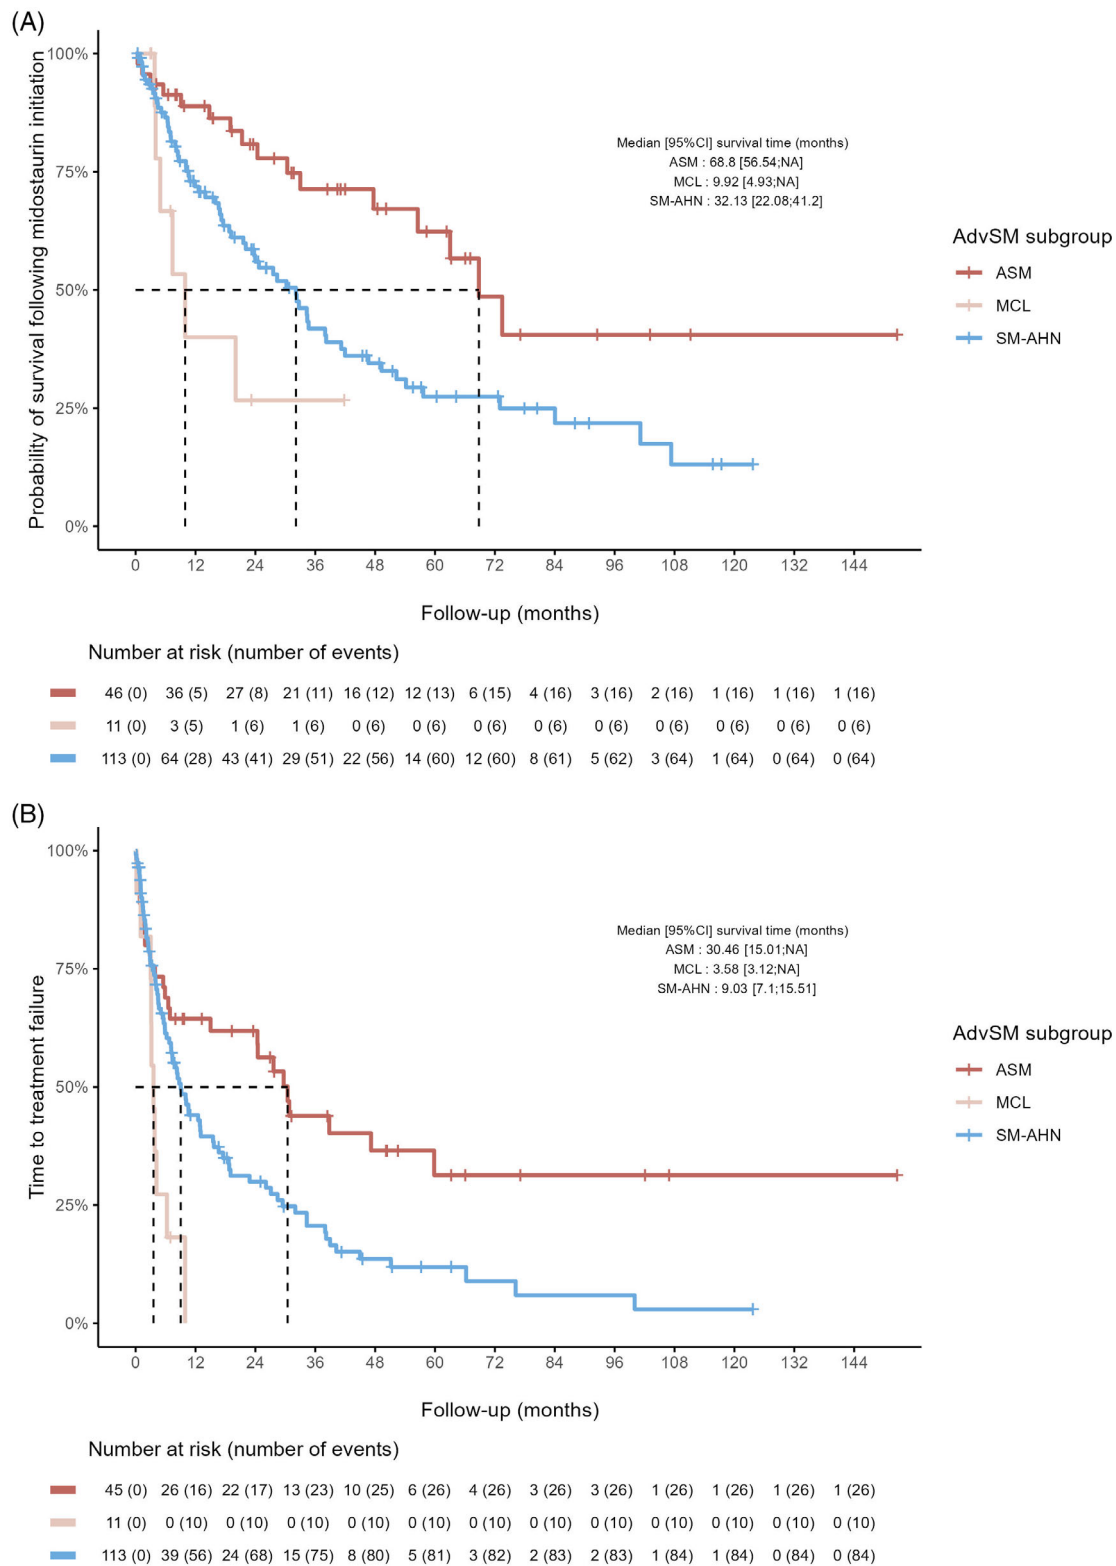 (A)
Probability of survival following midostaurin initiation
100%
75%
50%
25%
0%
Median [95%CI] survival time (months)
ASM : 68.8 [56.54;NA]
MCL : 9.92 [4.93;NA]
SM-AHN : 32.13 [22.08;41.2]
AdvSM subgroup
ASM
MCL
SM-AHN
0 12 24 36 48 60 72 84 96 108 120 132 144
Follow-up (months)
Number at risk (number of events)
46 (0) 36 (5) 27 (8) 21 (11) 16 (12) 12 (13) 6 (15) 4 (16) 3 (16) 2 (16) 1 (16) 1 (16) 1 (16)
11 (0) 3 (5) 1 (6) 1 (6) 0 (6) 0 (6) 0 (6) 0 (6) 0 (6) 0 (6) 0 (6) 0 (6) 0 (6)
113 (0) 64 (28) 43 (41) 29 (51) 22 (56) 14 (60) 12 (60) 8 (61) 5 (62) 3 (64) 1 (64) 0 (64) 0 (64)
(B)
Time to treatment failure
100%
75%
50%
25%
0%
Median [95%CI] survival time (months)
ASM : 30.46 [15.01;NA]
MCL : 3.58 [3.12;NA]
SM-AHN : 9.03 [7.1;15.51]
AdvSM subgroup
ASM
MCL
SM-AHN
0 12 24 36 48 60 72 84 96 108 120 132 144
Follow-up (months)
Number at risk (number of events)
45 (0) 26 (16) 22 (17) 13 (23) 10 (25) 6 (26) 4 (26) 3 (26) 3 (26) 1 (26) 1 (26) 1 (26) 1 (26)
11 (0) 0 (10) 0 (10) 0 (10) 0 (10) 0 (10) 0 (10) 0 (10) 0 (10) 0 (10) 0 (10) 0 (10) 0 (10)
113 (0) 39 (56) 24 (68) 15 (75) 8 (80) 5 (81) 3 (82) 2 (83) 2 (83) 1 (84) 1 (84) 0 (84) 0 (84)